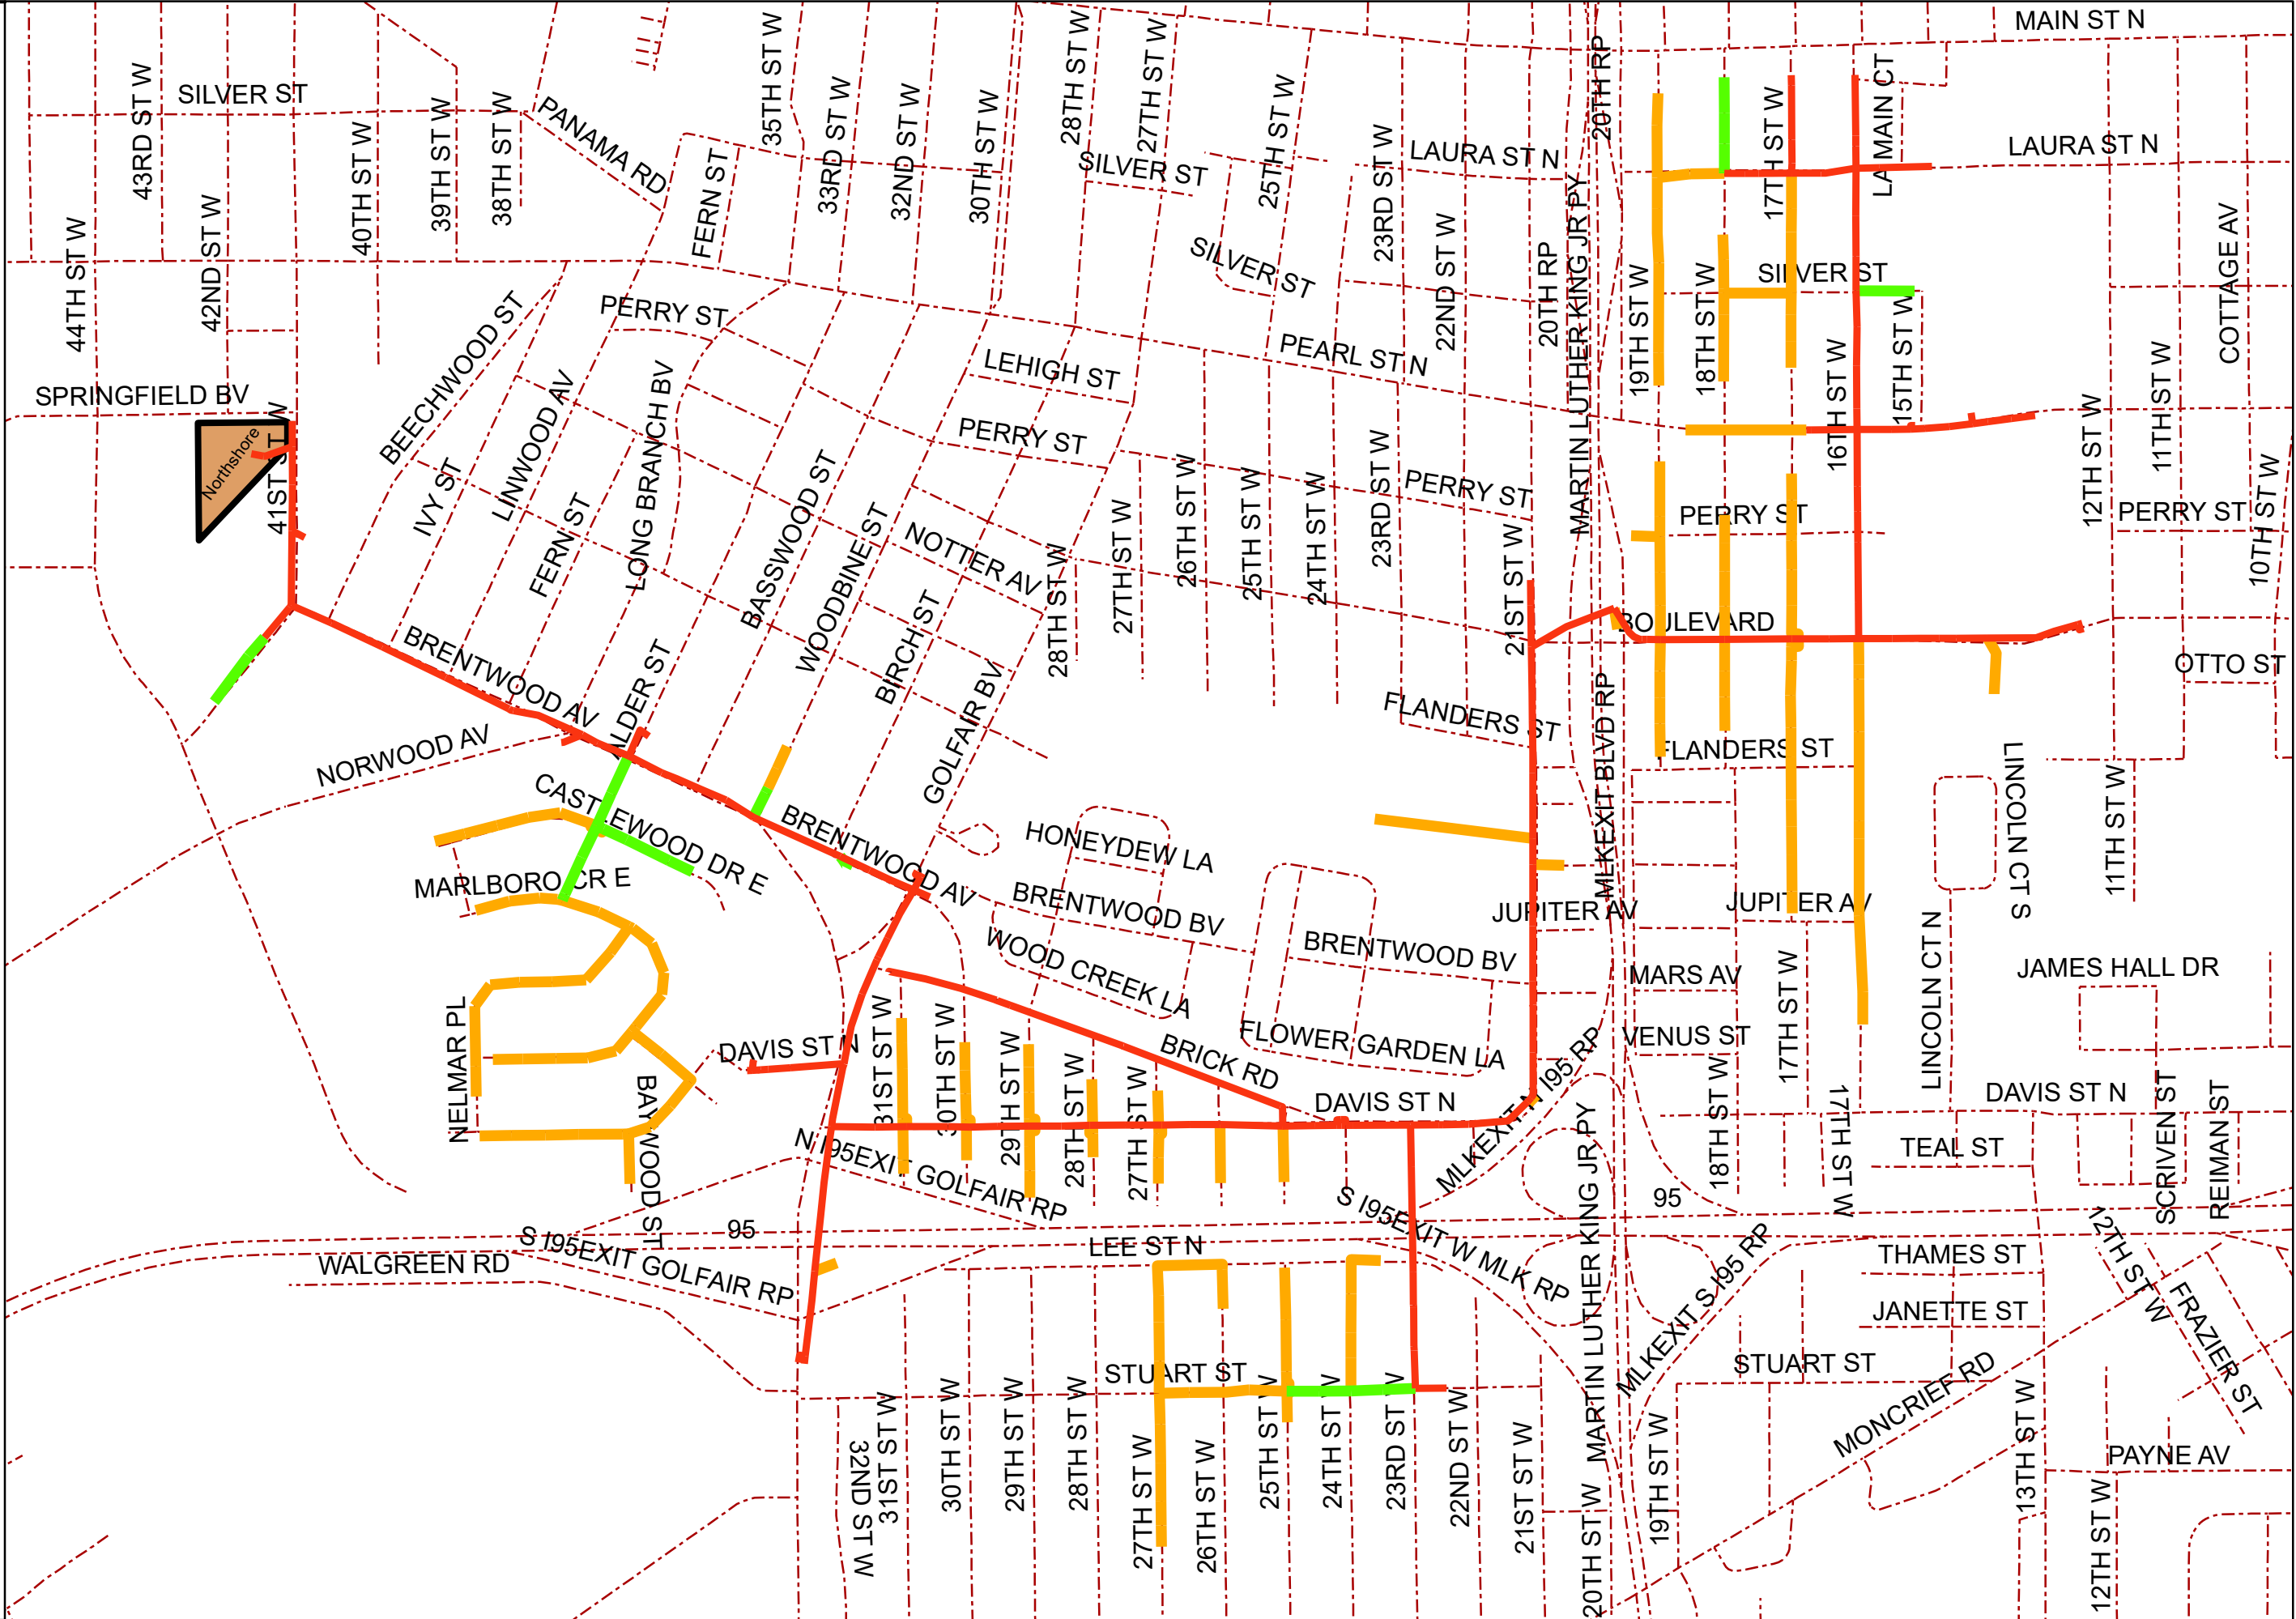 MAIN ST N
SILVER ST
43RD ST W
42ND ST W
44TH ST W
40TH ST W
39TH ST W
38TH ST W
PANAMA RD
35TH ST W
33RD ST W
32ND ST W
30TH ST W
28TH ST W
27TH ST W
FERN ST
SILVER ST
25TH ST W
SILVER ST
23RD ST W
LAURA ST N
22ND ST W
20TH RP
20TH RP
MARTIN LUTHER KING JR PY
17TH ST W
LA MAIN CT
LAURA ST N
19TH ST W
18TH ST W
SILVER ST
16TH ST W
15TH ST W
COTTAGE AV
12TH ST W
11TH ST W
10TH ST W
SPRINGFIELD BV
Northshore
41ST ST W
BEECHWOOD ST
PERRY ST
IVY ST
LINWOOD AV
FERN ST
LONG BRANCH BV
LEHIGH ST
PERRY ST
PEARL ST N
BASSWOOD ST
WOODBINE ST
NOTTER AV
BIRCH ST
GOLFAIR BV
28TH ST W
27TH ST W
26TH ST W
25TH ST W
24TH ST W
23RD ST W
PERRY ST
21ST ST W
PERRY ST
PERRY ST
BOULEVARD
OTTO ST
BRENTWOOD AV
ALDER ST
NORWOOD AV
CASTLEWOOD DR E
MARLBORO CR E
BRENTWOOD AV
HONEYDEW LA
BRENTWOOD BV
WOOD CREEK LA
BRENTWOOD BV
FLOWER GARDEN LA
FLANDERS ST
MLKEXIT BLVD RP
FLANDERS ST
JUPITER AV
JUPITER AV
LINCOLN CT S
11TH ST W
MARS AV
17TH ST W
LINCOLN CT N
JAMES HALL DR
VENUS ST
NELMAR PL
DAVIS ST N
BAYWOOD ST
31ST ST W
30TH ST W
29TH ST W
28TH ST W
27TH ST W
BRICK RD
DAVIS ST N
MLKEXIT N I95 RP
18TH ST W
17TH ST W
DAVIS ST N
TEAL ST
SCRIVEN ST
REIMAN ST
N I95EXIT GOLFAIR RP
95
S I95EXIT GOLFAIR RP
WALGREEN RD
LEE ST N
S I95EXIT W MLK RP
MARTIN LUTHER KING JR PY
95
MLKEXIT S I95 RP
THAMES ST
JANETTE ST
12TH ST W
FRAZIER ST
STUART ST
STUART ST
MONCRIEF RD
32ND ST W
31ST ST W
30TH ST W
29TH ST W
28TH ST W
27TH ST W
26TH ST W
25TH ST W
24TH ST W
23RD ST W
22ND ST W
21ST ST W
20TH ST W
19TH ST W
13TH ST W
12TH ST W
PAYNE AV